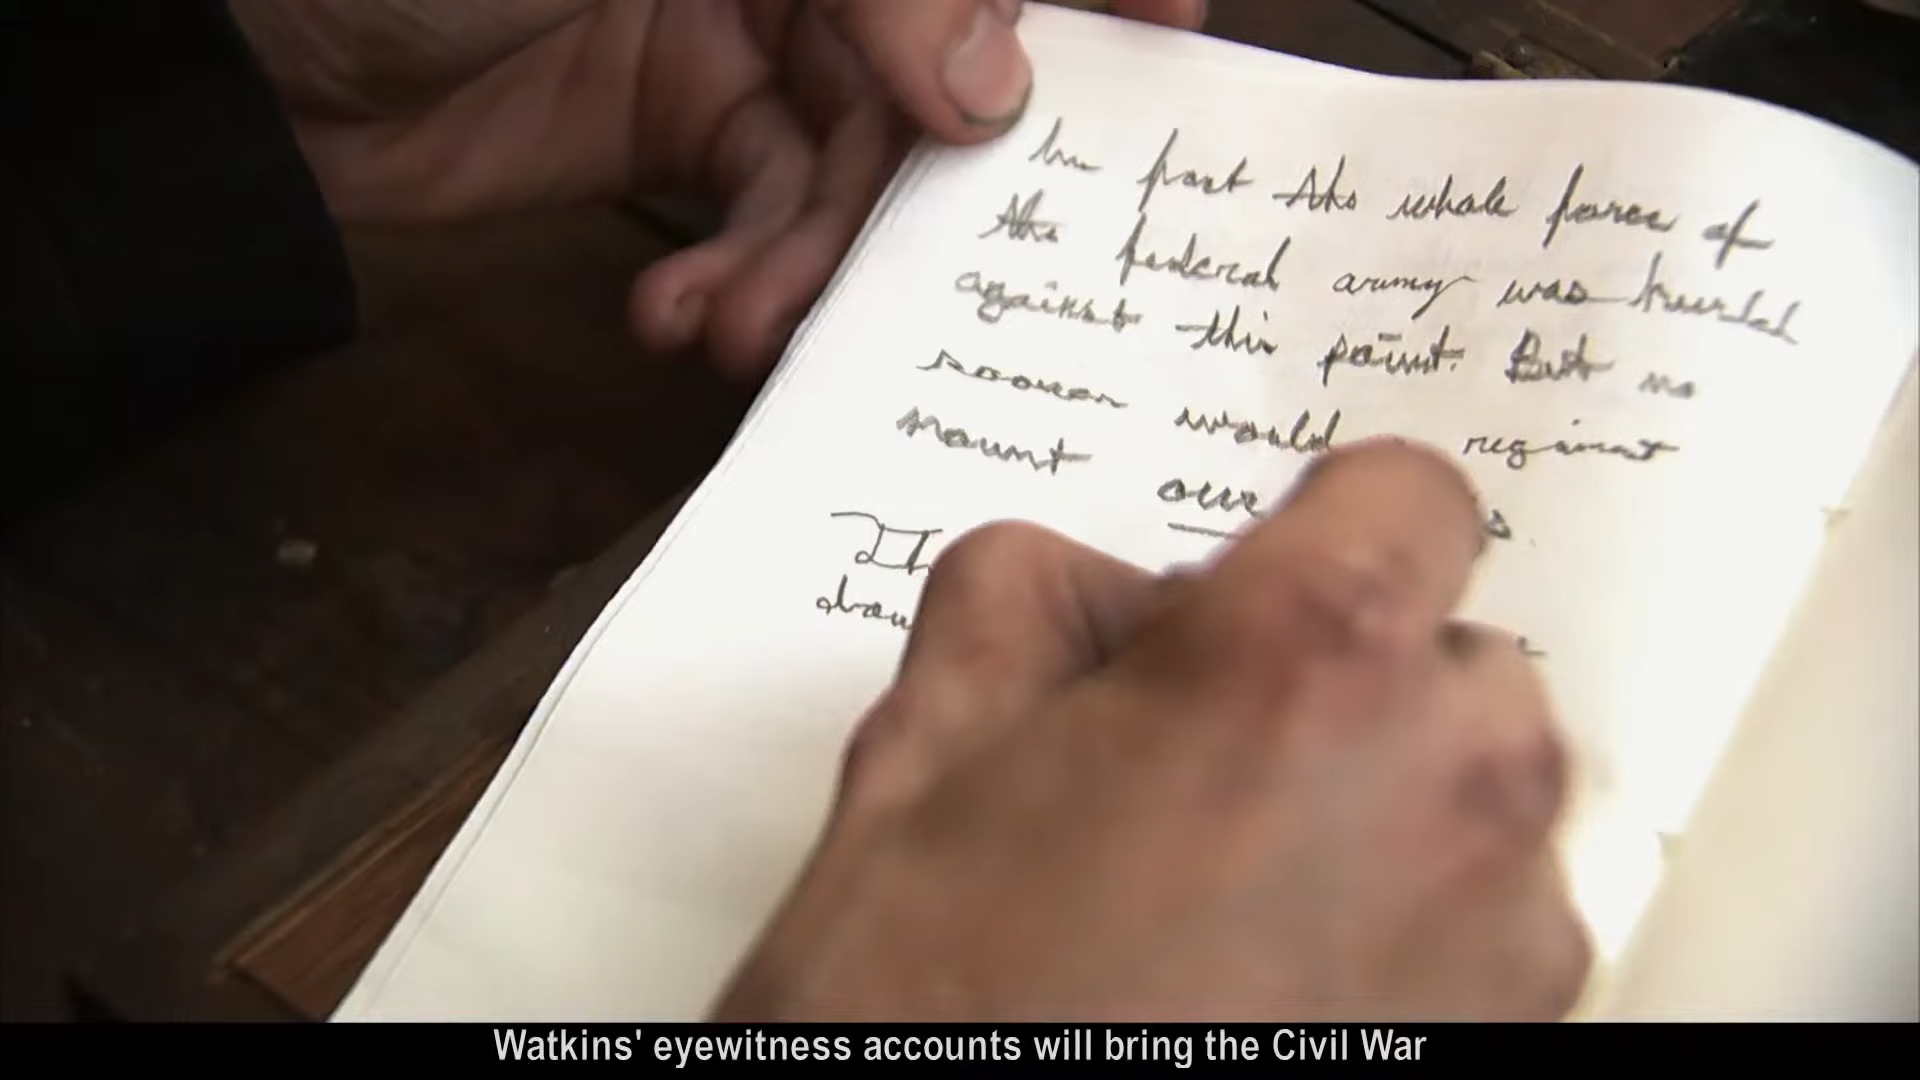 In fact the whole force of
the federal army was hurled
against this point. But no
sooner would regiment
mount our
Watkins' eyewitness accounts will bring the Civil War